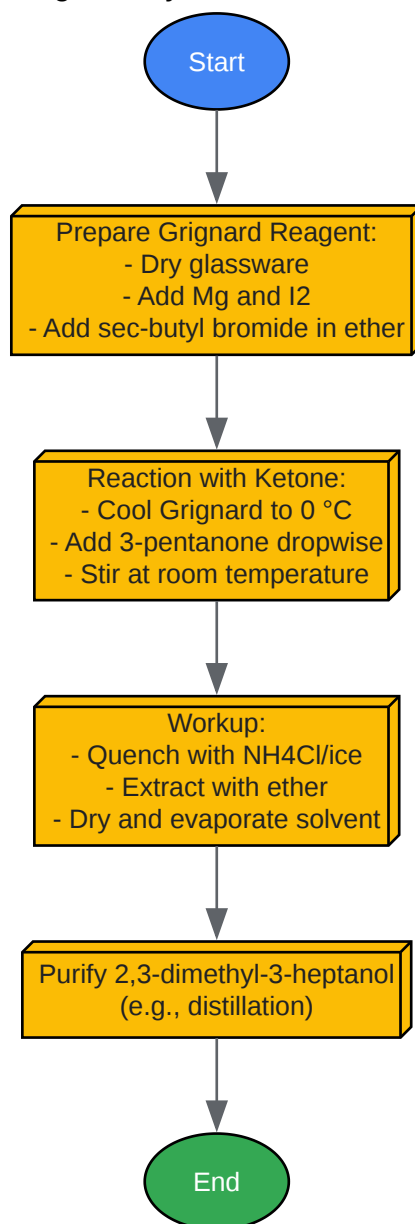 Start
Prepare Grignard Reagent:
- Dry glassware
- Add Mg and I2
- Add sec-butyl bromide in ether
Reaction with Ketone:
- Cool Grignard to 0 °C
- Add 3-pentanone dropwise
- Stir at room temperature
Workup:
- Quench with NH4Cl/ice
- Extract with ether
- Dry and evaporate solvent
Purify 2,3-dimethyl-3-heptanol
(e.g., distillation)
End